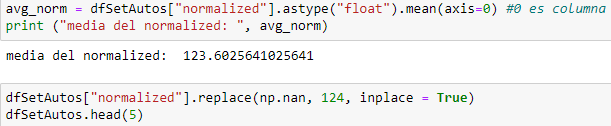 avg_norm = dfSetAutos["normalized"].astype("float").mean(axis=0) #0 es columna
print ("media del normalized: ", avg_norm)
media del normalized:  123.6025641025641
dfSetAutos["normalized"].replace(np.nan, 124, inplace = True)
dfSetAutos.head(5)